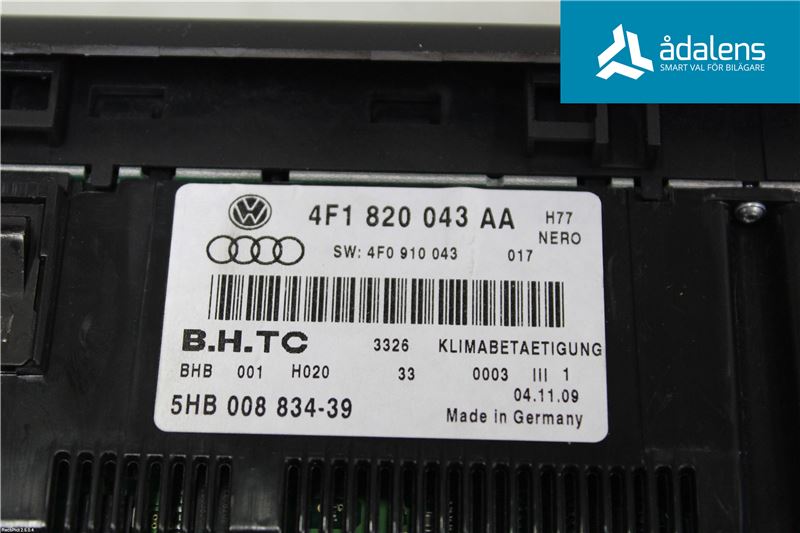 ådalens
SMART VAL FÖR BILÄGARE
4F1 820 043 AA H77
NERO
SW: 4F0 910 043 017
B.H.TC 3326 KLIMABETAETIGUNG
BHB 001 H020 33 0003 III 1
04.11.09
5HB 008 834-39 Made in Germany